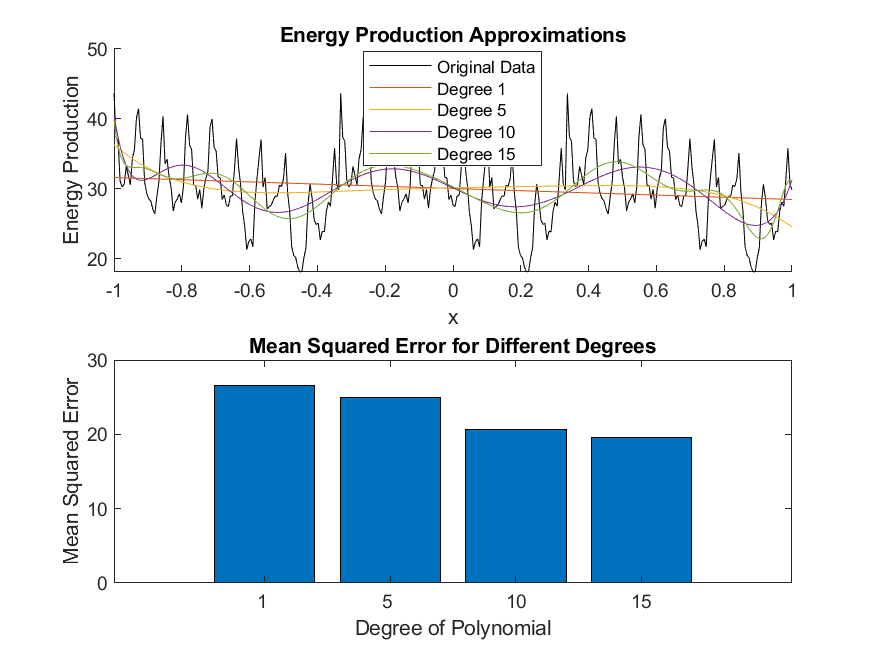 Energy Production Approximations
50
40
30
20
Energy Production
Original Data
Degree 1
Degree 5
Degree 10
Degree 15
-1 -0.8 -0.6 -0.4 -0.2 0 0.2 0.4 0.6 0.8 1
x
Mean Squared Error for Different Degrees
30
20
10
0
Mean Squared Error
1 5 10 15
Degree of Polynomial